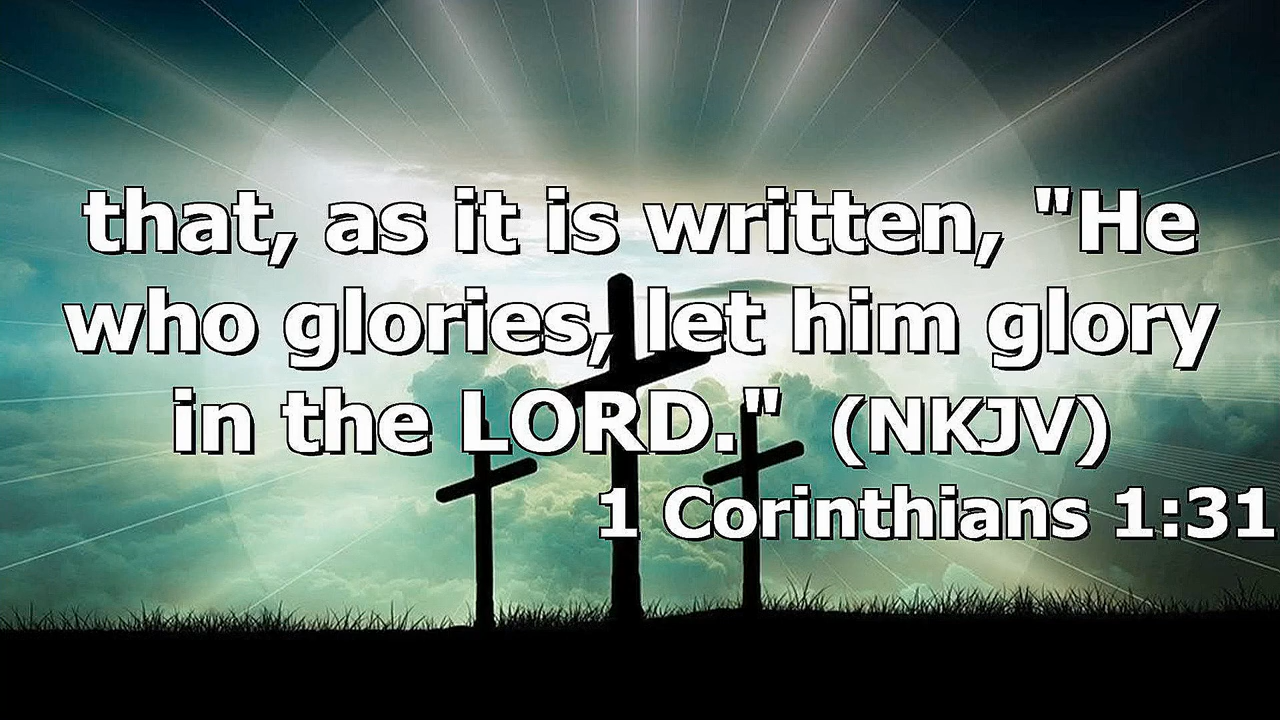 that, as it is written, "He
who glories, let him glory
in the LORD." (NKJV)
1 Corinthians 1:31